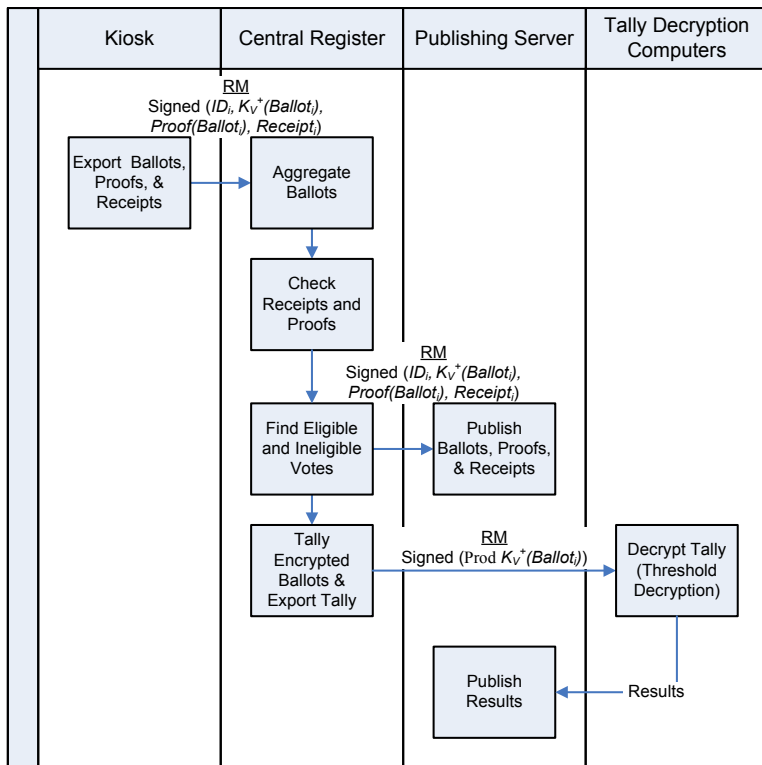 Kiosk
Central Register
Publishing Server
Tally Decryption
Computers
RM
Signed (IDᵢ, Kᵥ⁺(Ballotᵢ),
Proof(Ballotᵢ), Receiptᵢ)
Export Ballots,
Proofs, &
Receipts
Aggregate
Ballots
Check
Receipts and
Proofs
RM
Signed (IDᵢ, Kᵥ⁺(Ballotᵢ),
Proof(Ballotᵢ), Receiptᵢ)
Find Eligible
and Ineligible
Votes
Publish
Ballots, Proofs,
& Receipts
Tally
Encrypted
Ballots &
Export Tally
RM
Signed (Prod Kᵥ⁺(Ballotᵢ))
Decrypt Tally
(Threshold
Decryption)
Publish
Results
Results